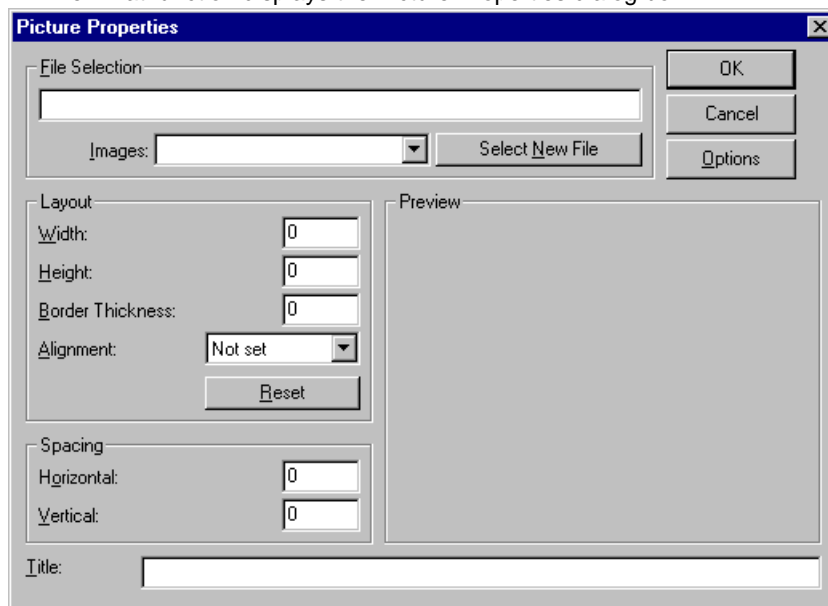 Picture Properties
File Selection
OK
Cancel
Images:
Select New File
Options
Layout
Preview
Width: 0
Height: 0
Border Thickness: 0
Alignment: Not set
Reset
Spacing
Horizontal: 0
Vertical: 0
Title: